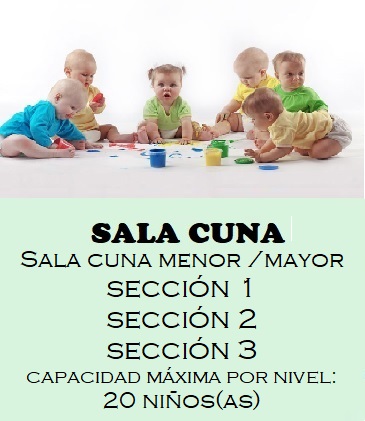 SALA CUNA
SALA CUNA MENOR /MAYOR
SECCIÓN 1
SECCIÓN 2
SECCIÓN 3
CAPACIDAD MÁXIMA POR NIVEL:
20 NIÑOS(AS)